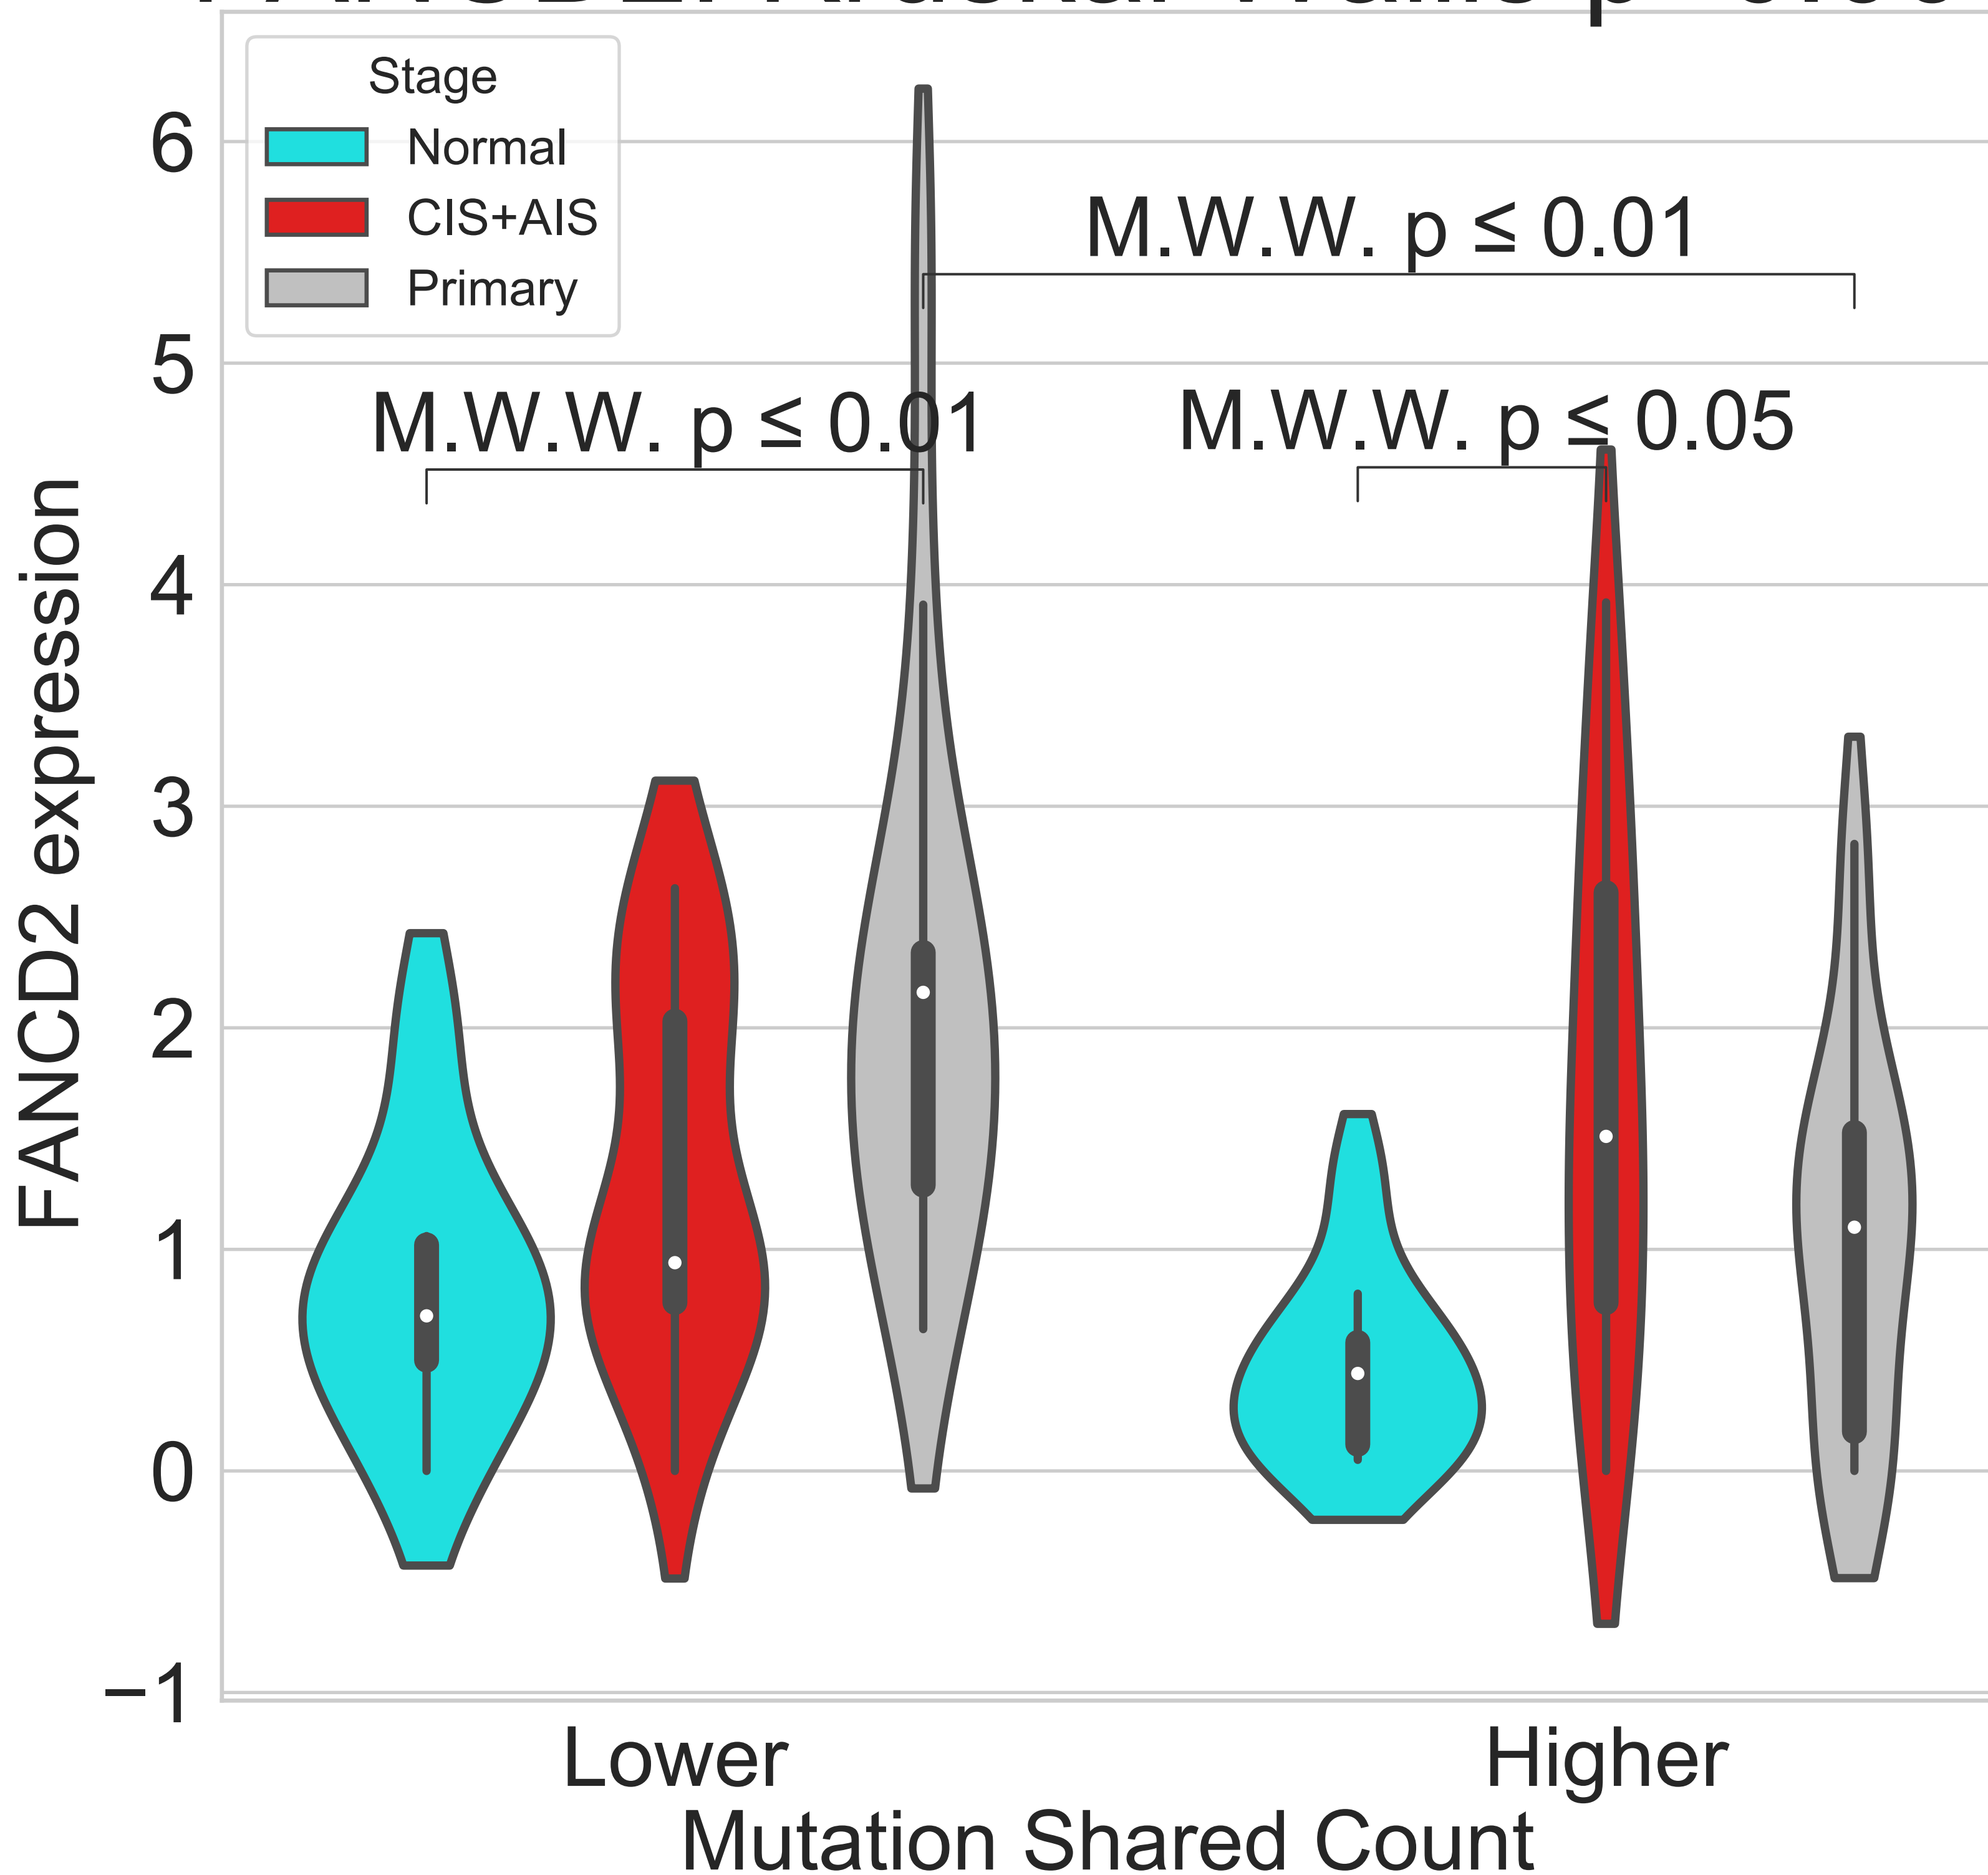 Stage
Normal
CIS+AIS
Primary
M.W.W. p ≤ 0.01
M.W.W. p ≤ 0.01
M.W.W. p ≤ 0.05
6
5
4
3
2
1
0
−1
FANCD2 expression
Lower
Higher
Mutation Shared Count